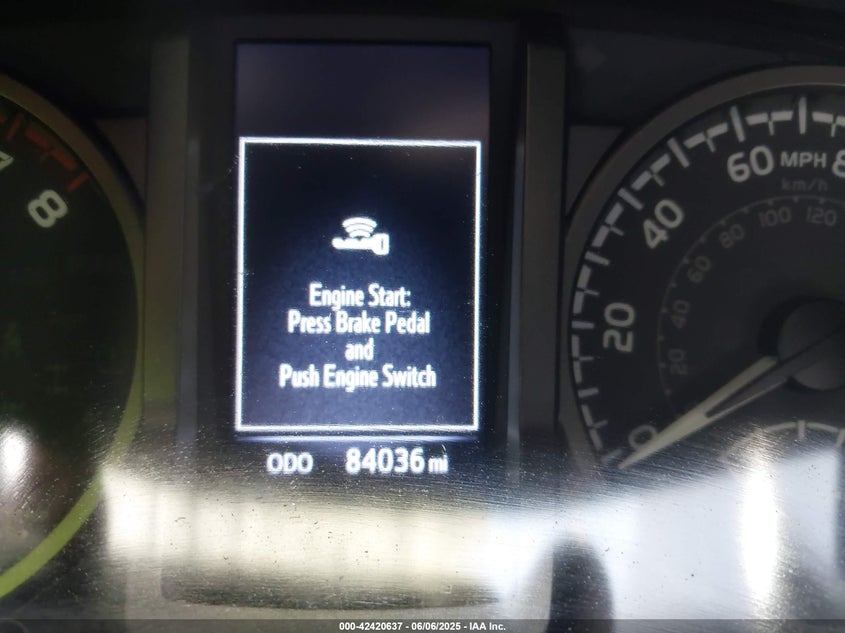 7
8
Engine Start:
Press Brake Pedal
and
Push Engine Switch
ODO 84036 mi
0
20
40
60
MPH
km/h
20
40
60
80
100
120
000-42420637 - 06/06/2025 - IAA Inc.